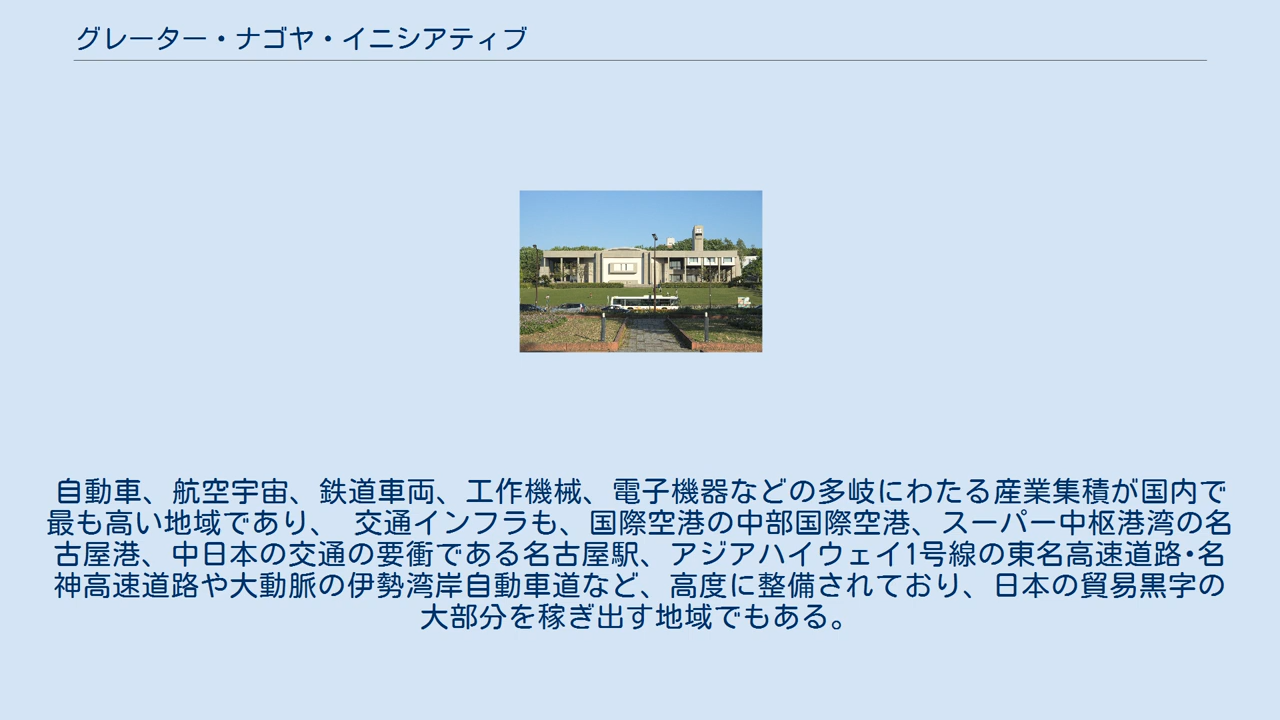 グレーター・ナゴヤ・イニシアティブ
自動車、航空宇宙、鉄道車両、工作機械、電子機器などの多岐にわたる産業集積が国内で
最も高い地域であり、 交通インフラも、国際空港の中部国際空港、スーパー中枢港湾の名
古屋港、中日本の交通の要衝である名古屋駅、アジアハイウェイ1号線の東名高速道路・名
神高速道路や大動脈の伊勢湾岸自動車道など、高度に整備されており、日本の貿易黒字の
大部分を稼ぎ出す地域でもある。